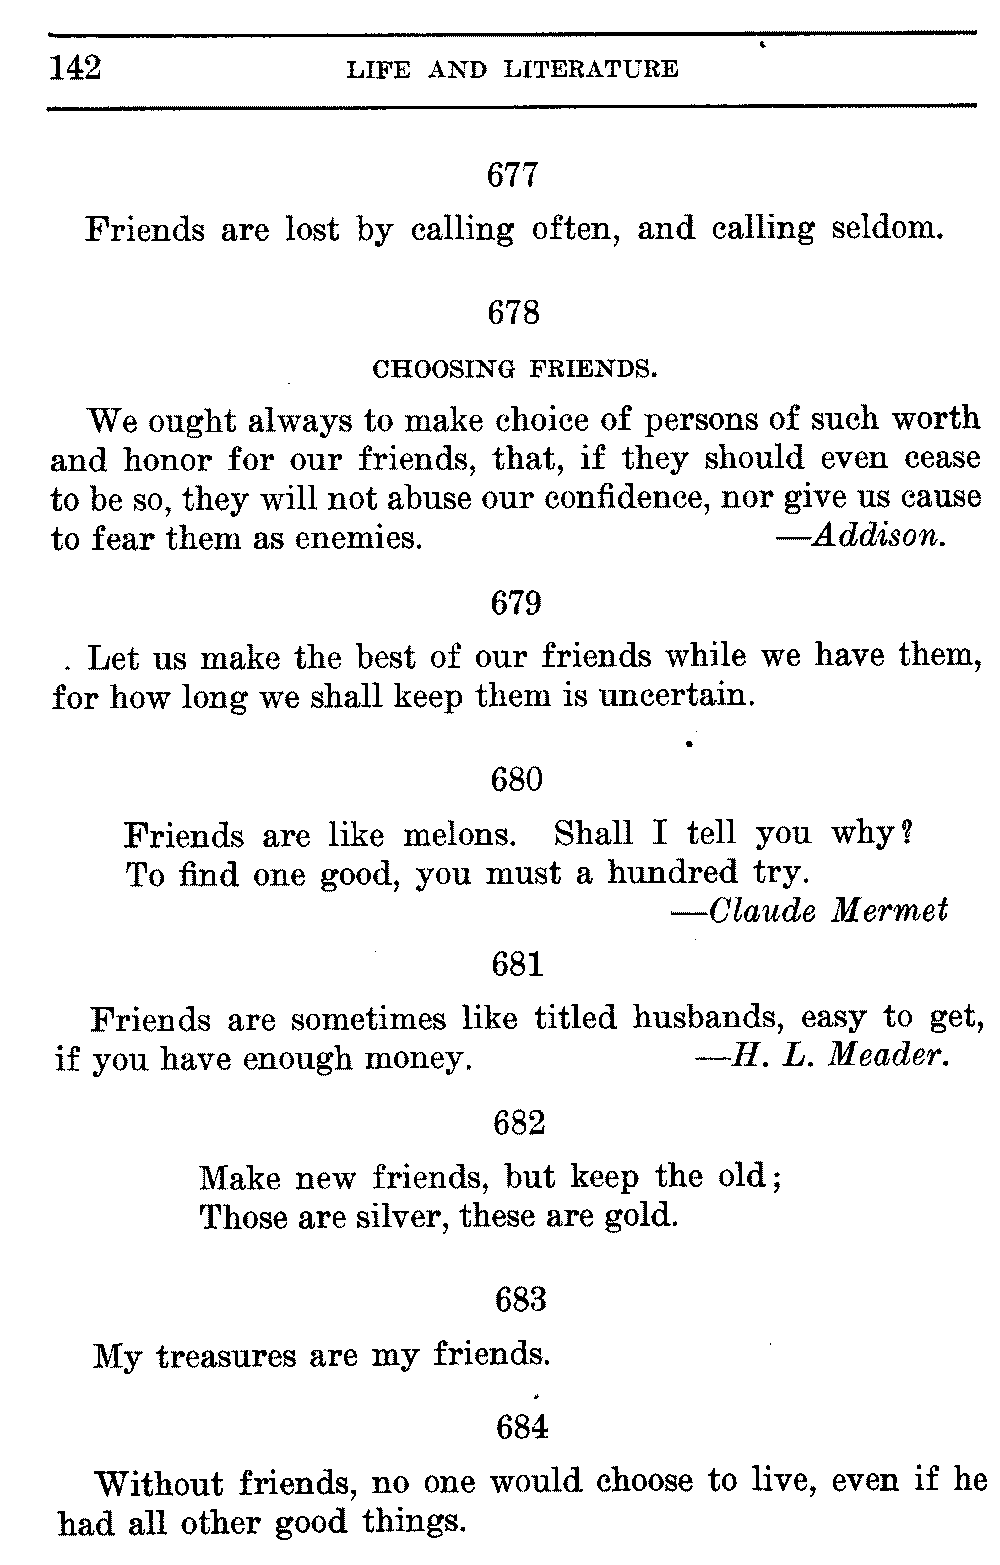 142 LIFE AND LITERATURE
677
Friends are lost by calling often, and calling seldom.
678
CHOOSING FRIENDS.
We ought always to make choice of persons of such worth
and honor for our friends, that, if they should even cease
to be so, they will not abuse our confidence, nor give us cause
to fear them as enemies. —Addison.
679
Let us make the best of our friends while we have them,
for how long we shall keep them is uncertain.
680
Friends are like melons. Shall I tell you why?
To find one good, you must a hundred try.
—Claude Mermet
681
Friends are sometimes like titled husbands, easy to get,
if you have enough money. —H. L. Meader.
682
Make new friends, but keep the old;
Those are silver, these are gold.
683
My treasures are my friends.
684
Without friends, no one would choose to live, even if he
had all other good things.